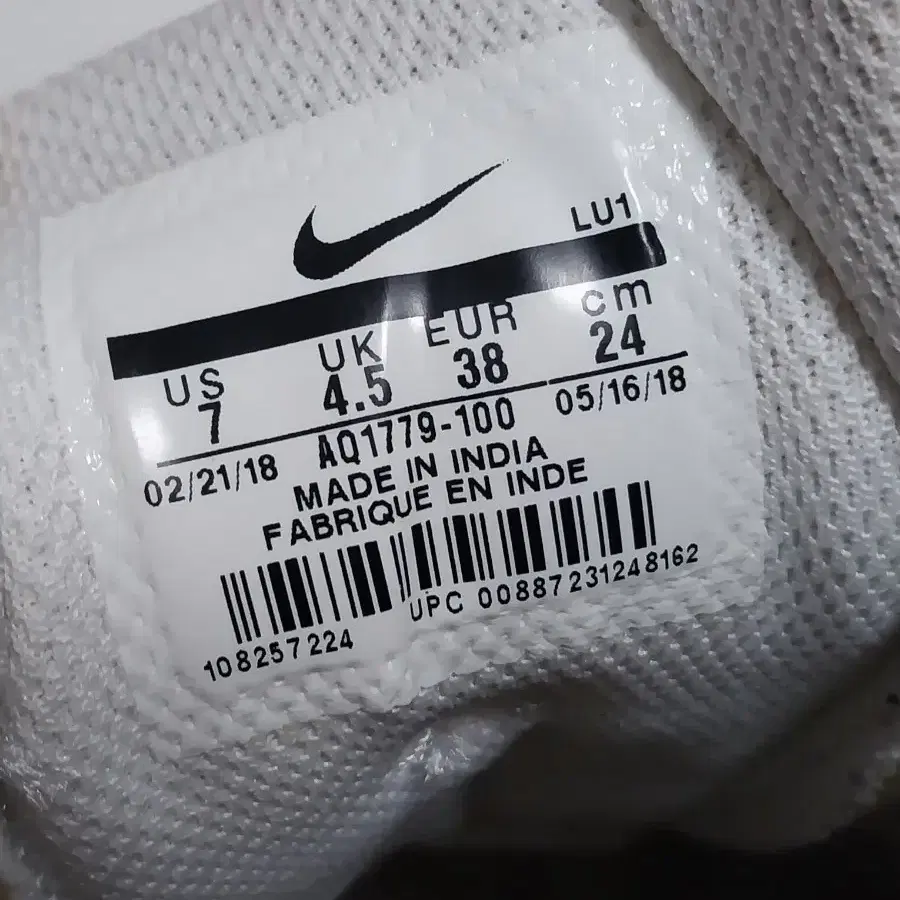 LU1
US UK EUR cm
7 4.5 38 24
02/21/18 AQ1779-100 05/16/18
MADE IN INDIA
FABRIQUE EN INDE
108257224 UPC 00887231248162